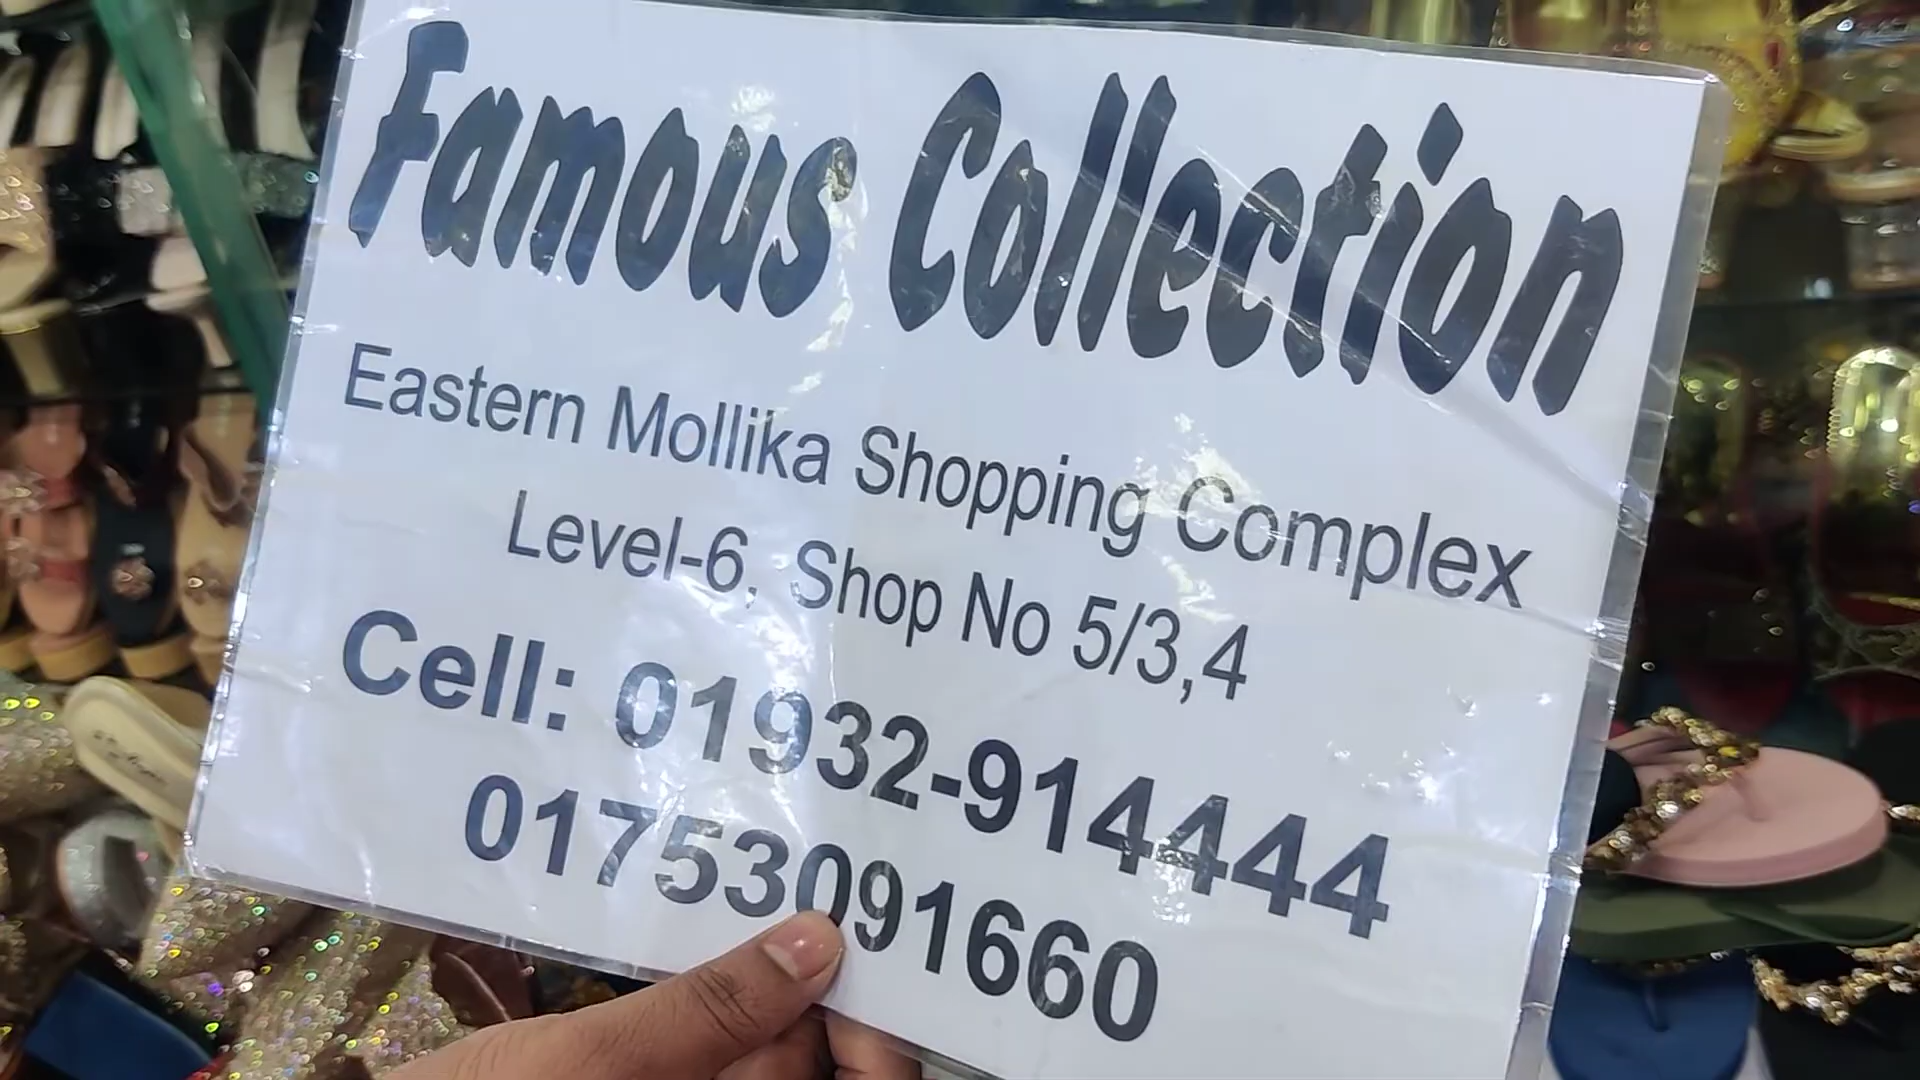 Famous Collection
Eastern Mollika Shopping Complex
Level-6, Shop No 5/3,4
Cell: 01932-914444
01753091660